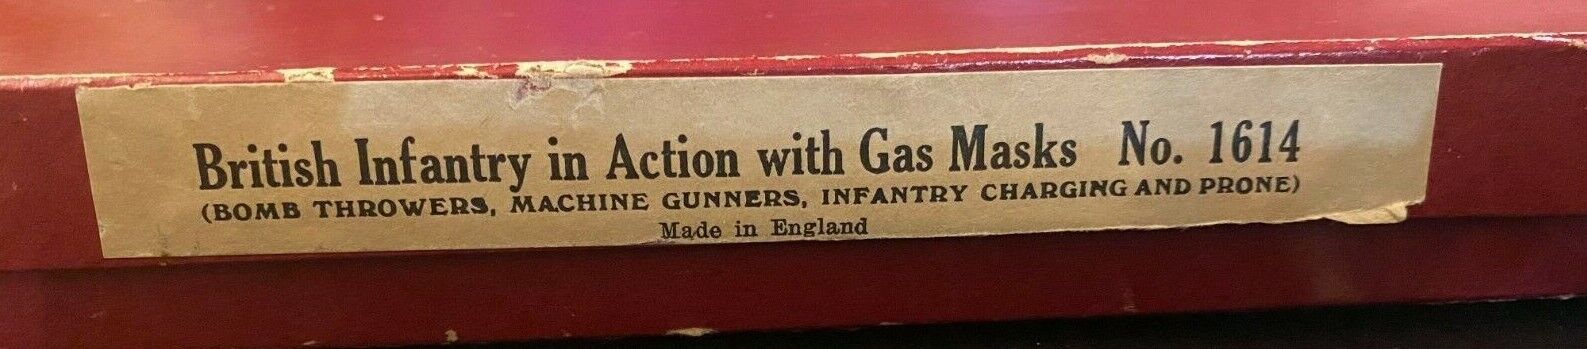 British Infantry in Action with Gas Masks No. 1614
(BOMB THROWERS, MACHINE GUNNERS, INFANTRY CHARGING AND PRONE)
Made in England